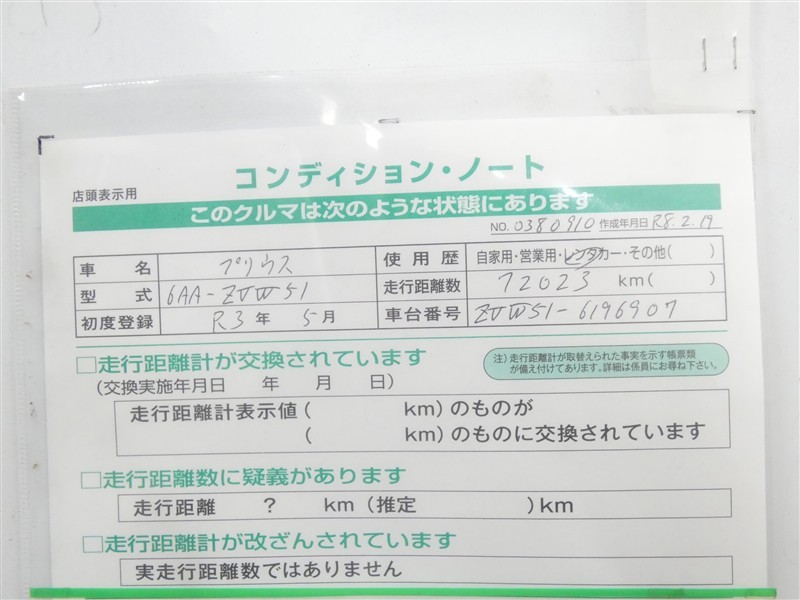 コンディション・ノート
店頭表示用
このクルマは次のような状態にあります
NO. 0380910 作成年月日 R8.2.19
車名 プリウス 使用歴 自家用・営業用・レンタカー・その他( )
型式 6AA-ZVW51 走行距離数 72023 km( )
初度登録 R3年 5月 車台番号 ZVW51-6196907
□走行距離計が交換されています
注)走行距離計が取替えられた事実を示す帳票類
が備え付けてあります。詳細は係員にお尋ね下さい。
(交換実施年月日 年 月 日)
走行距離計表示値( km)のものが
( km)のものに交換されています
□走行距離数に疑義があります
走行距離 ? km(推定 )km
□走行距離計が改ざんされています
実走行距離数ではありません